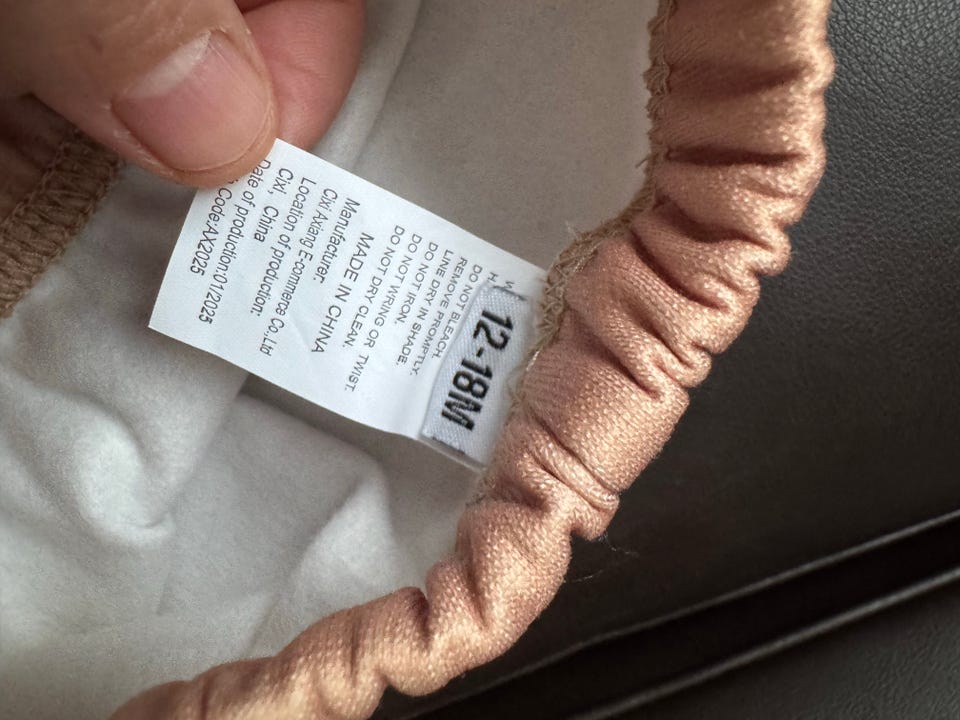 12-18M
DO NOT BLEACH.
REMOVE PROMPTLY.
LINE DRY IN SHADE.
DO NOT IRON.
DO NOT WRING OR TWIST.
DO NOT DRY CLEAN.
MADE IN CHINA
Manufacturer:
Cixi Axiang E-commerce Co.,Ltd
Location of production:
Cixi, China
Date of production:01/2025
Code:AX2025